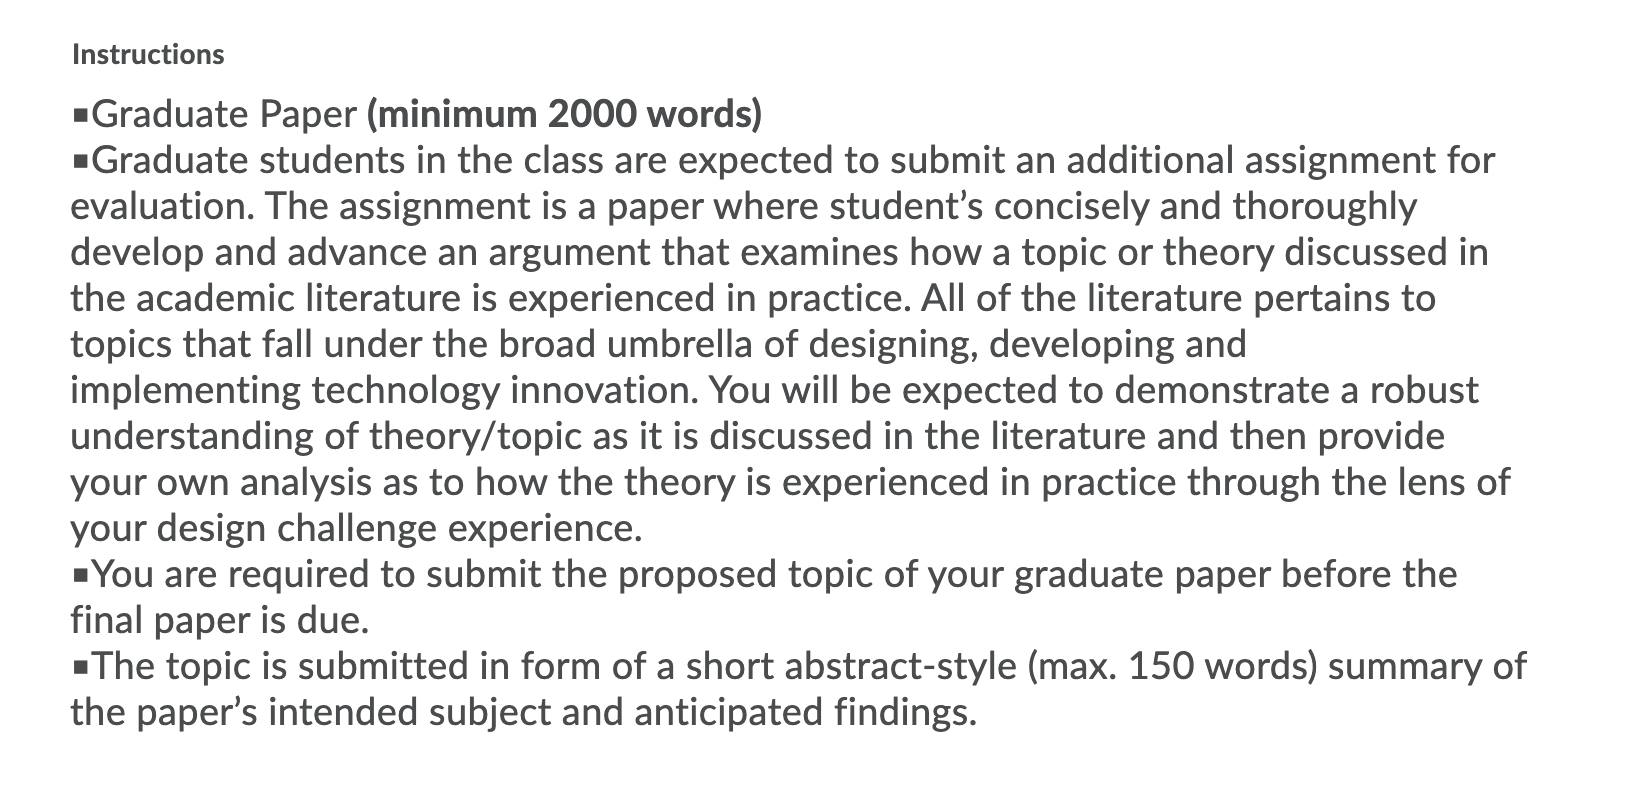 Instructions
▪Graduate Paper (minimum 2000 words)
▪Graduate students in the class are expected to submit an additional assignment for
evaluation. The assignment is a paper where student’s concisely and thoroughly
develop and advance an argument that examines how a topic or theory discussed in
the academic literature is experienced in practice. All of the literature pertains to
topics that fall under the broad umbrella of designing, developing and
implementing technology innovation. You will be expected to demonstrate a robust
understanding of theory/topic as it is discussed in the literature and then provide
your own analysis as to how the theory is experienced in practice through the lens of
your design challenge experience.
▪You are required to submit the proposed topic of your graduate paper before the
final paper is due.
▪The topic is submitted in form of a short abstract-style (max. 150 words) summary of
the paper’s intended subject and anticipated findings.